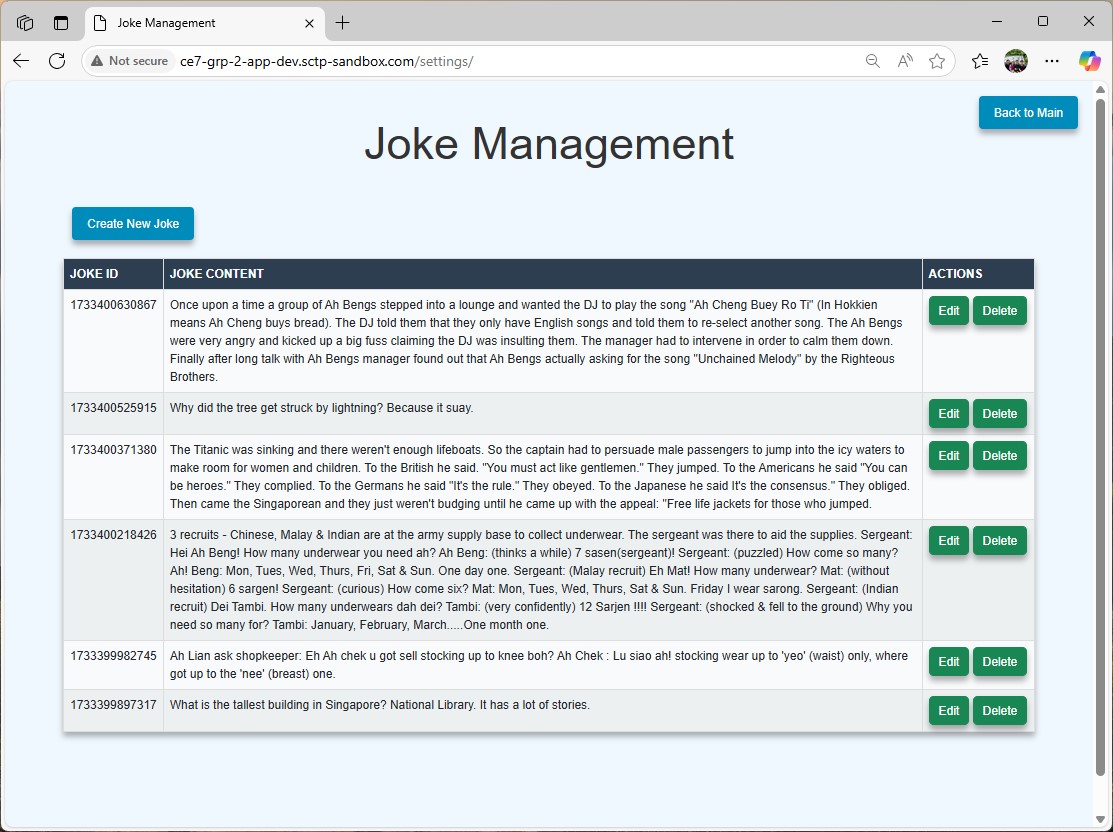 Joke Management
Not secure
ce7-grp-2-app-dev.sctp-sandbox.com/settings/
Back to Main
Joke Management
Create New Joke
JOKE ID JOKE CONTENT ACTIONS
1733400630867 Once upon a time a group of Ah Bengs stepped into a lounge and wanted the DJ to play the song "Ah Cheng Buey Ro Ti" (In Hokkien Edit Delete
means Ah Cheng buys bread). The DJ told them that they only have English songs and told them to re-select another song. The Ah Bengs
were very angry and kicked up a big fuss claiming the DJ was insulting them. The manager had to intervene in order to calm them down.
Finally after long talk with Ah Bengs manager found out that Ah Bengs actually asking for the song "Unchained Melody" by the Righteous
Brothers.
1733400525915 Why did the tree get struck by lightning? Because it suay. Edit Delete
1733400371380 The Titanic was sinking and there weren't enough lifeboats. So the captain had to persuade male passengers to jump into the icy waters to Edit Delete
make room for women and children. To the British he said. "You must act like gentlemen." They jumped. To the Americans he said "You can
be heroes." They complied. To the Germans he said "It's the rule." They obeyed. To the Japanese he said It's the consensus." They obliged.
Then came the Singaporean and they just weren't budging until he came up with the appeal: "Free life jackets for those who jumped.
1733400218426 3 recruits - Chinese, Malay & Indian are at the army supply base to collect underwear. The sergeant was there to aid the supplies. Sergeant: Edit Delete
Hei Ah Beng! How many underwear you need ah? Ah Beng: (thinks a while) 7 sasen(sergeant)! Sergeant: (puzzled) How come so many?
Ah! Beng: Mon, Tues, Wed, Thurs, Fri, Sat & Sun. One day one. Sergeant: (Malay recruit) Eh Mat! How many underwear? Mat: (without
hesitation) 6 sargen! Sergeant: (curious) How come six? Mat: Mon, Tues, Wed, Thurs, Sat & Sun. Friday I wear sarong. Sergeant: (Indian
recruit) Dei Tambi. How many underwears dah dei? Tambi: (very confidently) 12 Sarjen !!!! Sergeant: (shocked & fell to the ground) Why you
need so many for? Tambi: January, February, March.....One month one.
1733399982745 Ah Lian ask shopkeeper: Eh Ah chek u got sell stocking up to knee boh? Ah Chek : Lu siao ah! stocking wear up to 'yeo' (waist) only, where Edit Delete
got up to the 'nee' (breast) one.
1733399897317 What is the tallest building in Singapore? National Library. It has a lot of stories. Edit Delete